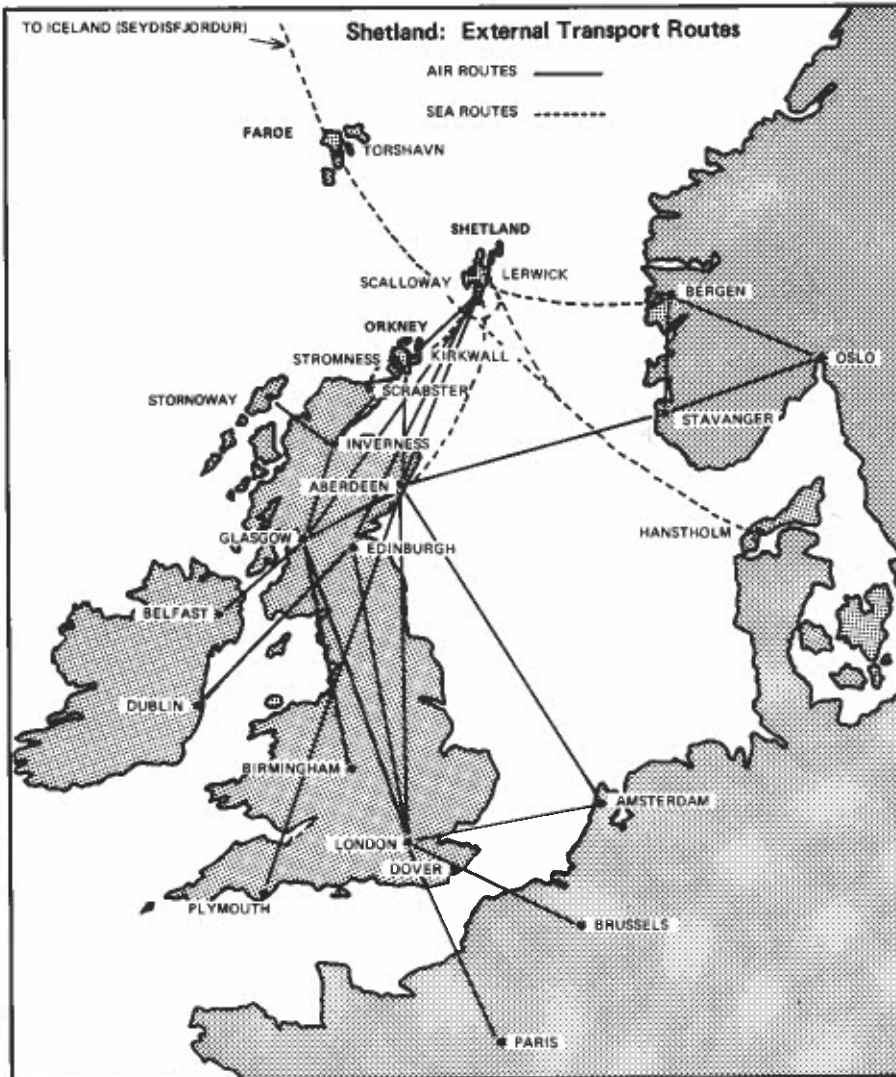 TO ICELAND (SEYDISFJORDUR)
Shetland: External Transport Routes
AIR ROUTES
SEA ROUTES
FAROE
TORSHAVN
SHETLAND
SCALLOWAY
LERWICK
BERGEN
ORKNEY
STROMNESS
KIRKWALL
OSLO
SCRABSTER
STORNOWAY
STAVANGER
INVERNESS
ABERDEEN
HANSTHOLM
GLASGOW
EDINBURGH
BELFAST
DUBLIN
BIRMINGHAM
AMSTERDAM
LONDON
DOVER
PLYMOUTH
BRUSSELS
PARIS